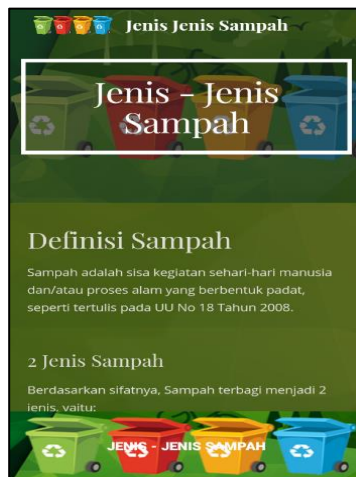 Jenis Jenis Sampah
Jenis - Jenis
Sampah
Definisi Sampah
Sampah adalah sisa kegiatan sehari-hari manusia
dan/atau proses alam yang berbentuk padat,
seperti tertulis pada UU No 18 Tahun 2008.
2 Jenis Sampah
Berdasarkan sifatnya, Sampah terbagi menjadi 2
jenis, yaitu:
JENIS - JENIS SAMPAH